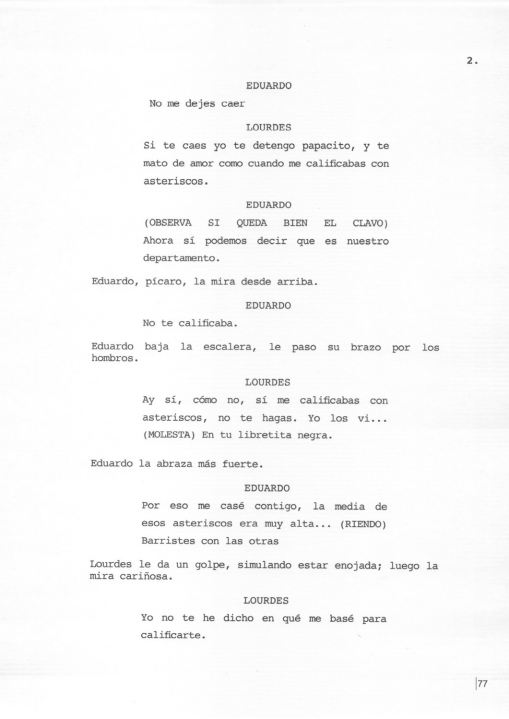 2.
EDUARDO
No me dejes caer
LOURDES
Si te caes yo te detengo papacito, y te
mato de amor como cuando me calificabas con
asteriscos.
EDUARDO
(OBSERVA SI QUEDA BIEN EL CLAVO)
Ahora sí podemos decir que es nuestro
departamento.
Eduardo, pícaro, la mira desde arriba.
EDUARDO
No te calificaba.
Eduardo baja la escalera, le paso su brazo por los
hombros.
LOURDES
Ay sí, cómo no, sí me calificabas con
asteriscos, no te hagas. Yo los vi...
(MOLESTA) En tu libretita negra.
Eduardo la abraza más fuerte.
EDUARDO
Por eso me casé contigo, la media de
esos asteriscos era muy alta... (RIENDO)
Barristes con las otras
Lourdes le da un golpe, simulando estar enojada; luego la
mira cariñosa.
LOURDES
Yo no te he dicho en qué me basé para
calificarte.
|77